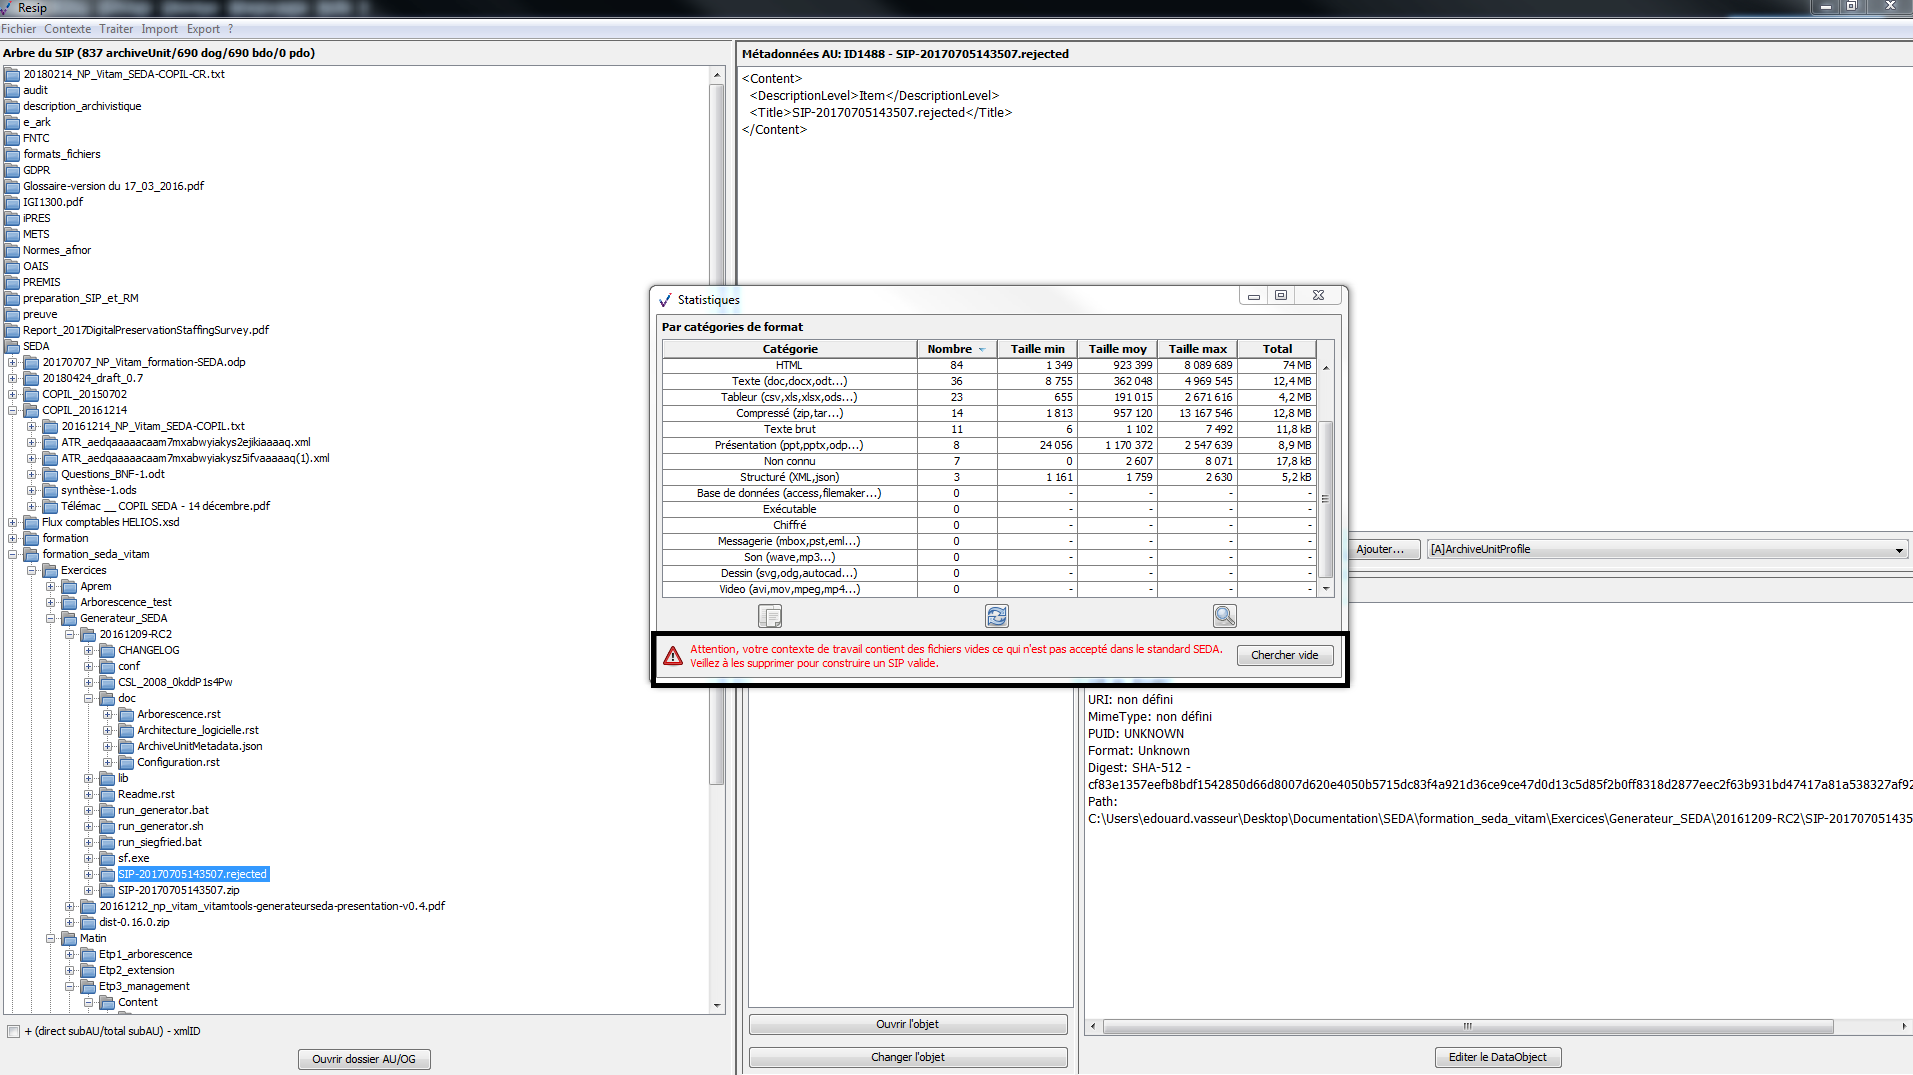 Resip
Fichier Contexte Traiter Import Export ?
Arbre du SIP (837 archiveUnit/690 dog/690 bdo/0 pdo)
20180214_NP_Vitam_SEDA-COPIL-CR.txt
audit
description_archivistique
e_ark
FNTC
formats_fichiers
GDPR
Glossaire-version du 17_03_2016.pdf
IGI1300.pdf
iPRES
METS
Normes_afnor
OAIS
PREMIS
preparation_SIP_et_RM
preuve
Report_2017DigitalPreservationStaffingSurvey.pdf
SEDA
20170707_NP_Vitam_formation-SEDA.odp
20180424_draft_0.7
COPIL_20150702
COPIL_20161214
20161214_NP_Vitam_SEDA-COPIL.txt
ATR_aedqaaaaacaam7mxabwyiakys2ejikiaaaaq.xml
ATR_aedqaaaaacaam7mxabwyiakysz5ifvaaaaaq(1).xml
Questions_BNF-1.odt
synthèse-1.ods
Télémac __ COPIL SEDA - 14 décembre.pdf
Flux comptables HELIOS.xsd
formation
formation_seda_vitam
Exercices
Aprem
Arborescence_test
Generateur_SEDA
20161209-RC2
CHANGELOG
conf
CSL_2008_0kddP1s4Pw
doc
Arborescence.rst
Architecture_logicielle.rst
ArchiveUnitMetadata.json
Configuration.rst
lib
Readme.rst
run_generator.bat
run_generator.sh
run_siegfried.bat
sf.exe
SIP-20170705143507.rejected
SIP-20170705143507.zip
20161212_np_vitam_vitamtools-generateurseda-presentation-v0.4.pdf
dist-0.16.0.zip
Matin
Etp1_arborescence
Etp2_extension
Etp3_management
Content
+ (direct subAU/total subAU) - xmlID
Ouvrir dossier AU/OG
Métadonnées AU: ID1488 - SIP-20170705143507.rejected
<Content>
<DescriptionLevel>Item</DescriptionLevel>
<Title>SIP-20170705143507.rejected</Title>
</Content>
Ajouter... [A]ArchiveUnitProfile
Statistiques
Par catégories de format
Catégorie Nombre Taille min Taille moy Taille max Total
HTML 84 1 349 923 399 8 089 689 74 MB
Texte (doc,docx,odt...) 36 8 755 362 048 4 969 545 12,4 MB
Tableur (csv,xls,xlsx,ods...) 23 655 191 015 2 671 616 4,2 MB
Compressé (zip,tar...) 14 1 813 957 120 13 167 546 12,8 MB
Texte brut 11 6 1 102 7 492 11,8 kB
Présentation (ppt,pptx,odp...) 8 24 056 1 170 372 2 547 639 8,9 MB
Non connu 7 0 2 607 8 071 17,8 kB
Structuré (XML,json) 3 1 161 1 759 2 630 5,2 kB
Base de données (access,filemaker...) 0 - - - -
Exécutable 0 - - - -
Chiffré 0 - - - -
Messagerie (mbox,pst,eml...) 0 - - - -
Son (wave,mp3...) 0 - - - -
Dessin (svg,odg,autocad...) 0 - - - -
Video (avi,mov,mpeg,mp4...) 0 - - - -
Attention, votre contexte de travail contient des fichiers vides ce qui n'est pas accepté dans le standard SEDA.
Veillez à les supprimer pour construire un SIP valide.
Chercher vide
URI: non défini
MimeType: non défini
PUID: UNKNOWN
Format: Unknown
Digest: SHA-512 -
cf83e1357eefb8bdf1542850d66d8007d620e4050b5715dc83f4a921d36ce9ce47d0d13c5d85f2b0ff8318d2877eec2f63b931bd47417a81a538327af92
Path:
C:\Users\edouard.vasseur\Desktop\Documentation\SEDA\formation_seda_vitam\Exercices\Generateur_SEDA\20161209-RC2\SIP-2017070514350
Ouvrir l'objet
Changer l'objet
Editer le DataObject